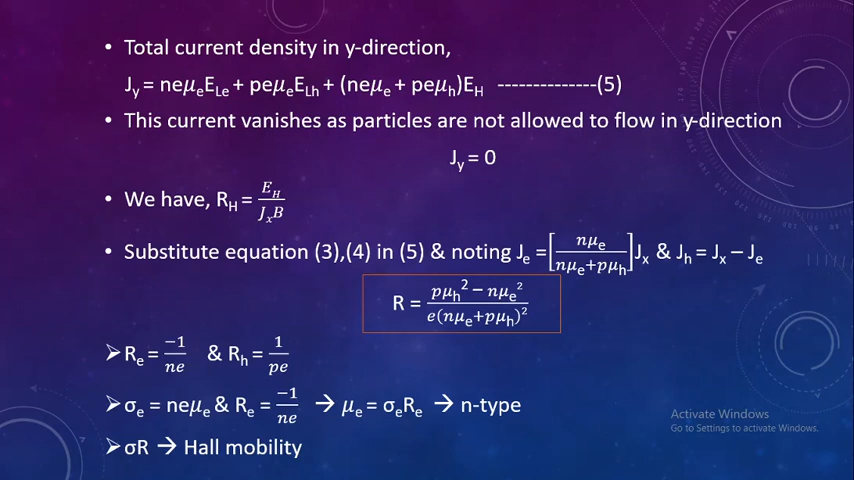 • Total current density in y-direction,
J_y = neμ_eE_Le + peμ_eE_Lh + (neμ_e + peμ_h)E_H --------------(5)
• This current vanishes as particles are not allowed to flow in y-direction
J_y = 0
• We have, R_H = E_H / J_xB
• Substitute equation (3),(4) in (5) & noting J_e = [nμ_e / nμ_e+pμ_h] J_x & J_h = J_x – J_e
R = pμ_h² − nμ_e² / e(nμ_e+pμ_h)²
➢ R_e = −1/ne & R_h = 1/pe
➢ σ_e = neμ_e & R_e = −1/ne → μ_e = σ_eR_e → n-type
➢ σR → Hall mobility
Activate Windows
Go to Settings to activate Windows.